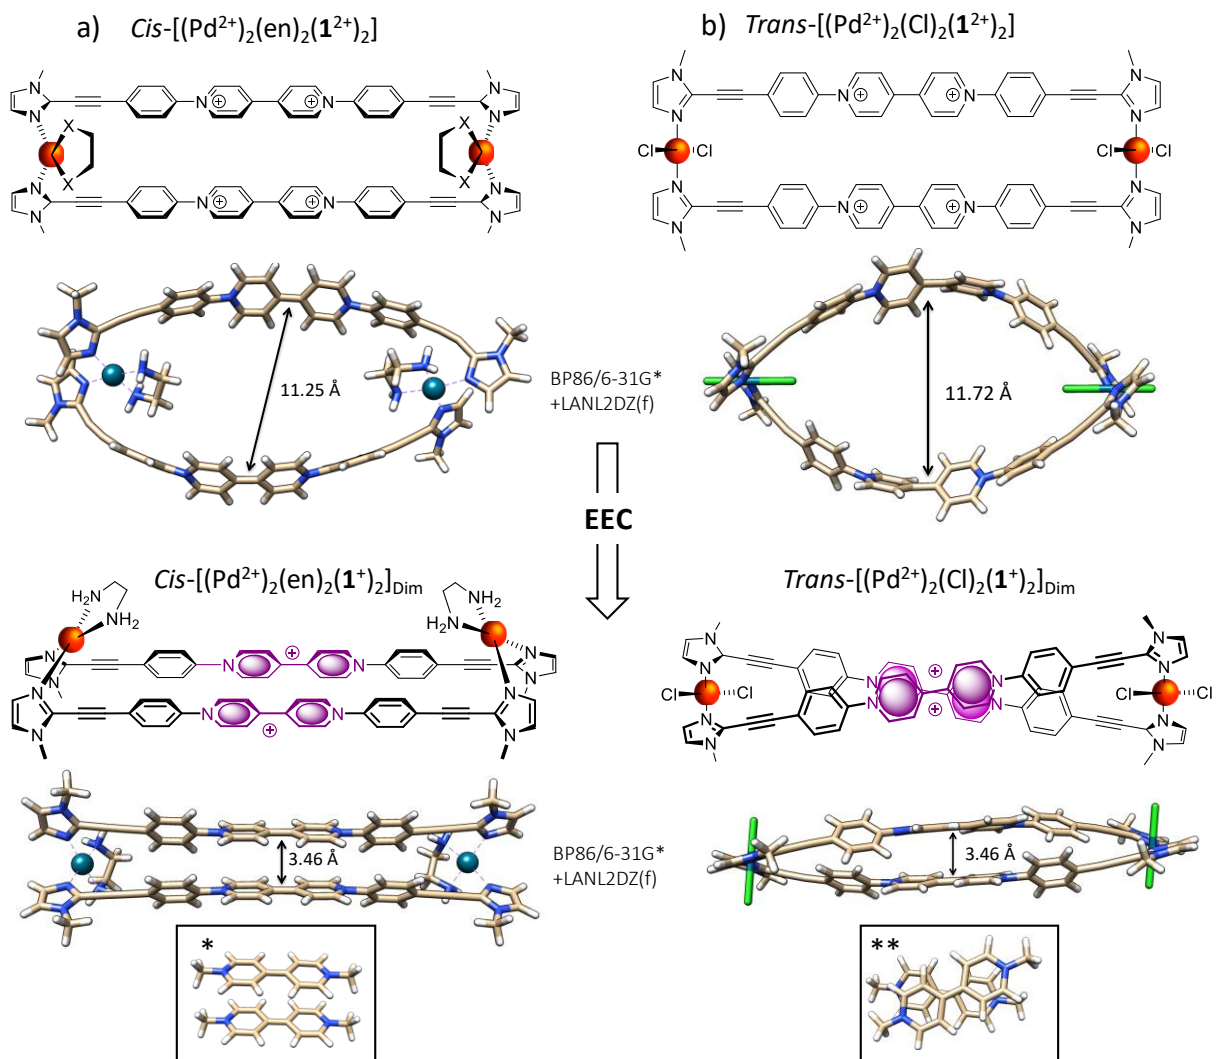 a) Cis-[(Pd²⁺)₂(en)₂(1²⁺)₂]
b) Trans-[(Pd²⁺)₂(Cl)₂(1²⁺)₂]
N N⊕ ⊕N N
N X X N
N X X N
N N⊕ ⊕N N
N N⊕ ⊕N N
N N
Cl Cl Cl Cl
N N
N N⊕ ⊕N N
11.25 Å
BP86/6-31G*
+LANL2DZ(f)
11.72 Å
EEC
Cis-[(Pd²⁺)₂(en)₂(1⁺)₂]Dim
H₂N NH₂ H₂N NH₂
N N ⊕ N N
N N N N
N N ⊕ N N
Trans-[(Pd²⁺)₂(Cl)₂(1⁺)₂]Dim
N N
N N ⊕ N N
Cl Cl Cl Cl
N N ⊕ N N
N N
3.46 Å
BP86/6-31G*
+LANL2DZ(f)
3.46 Å
*
**